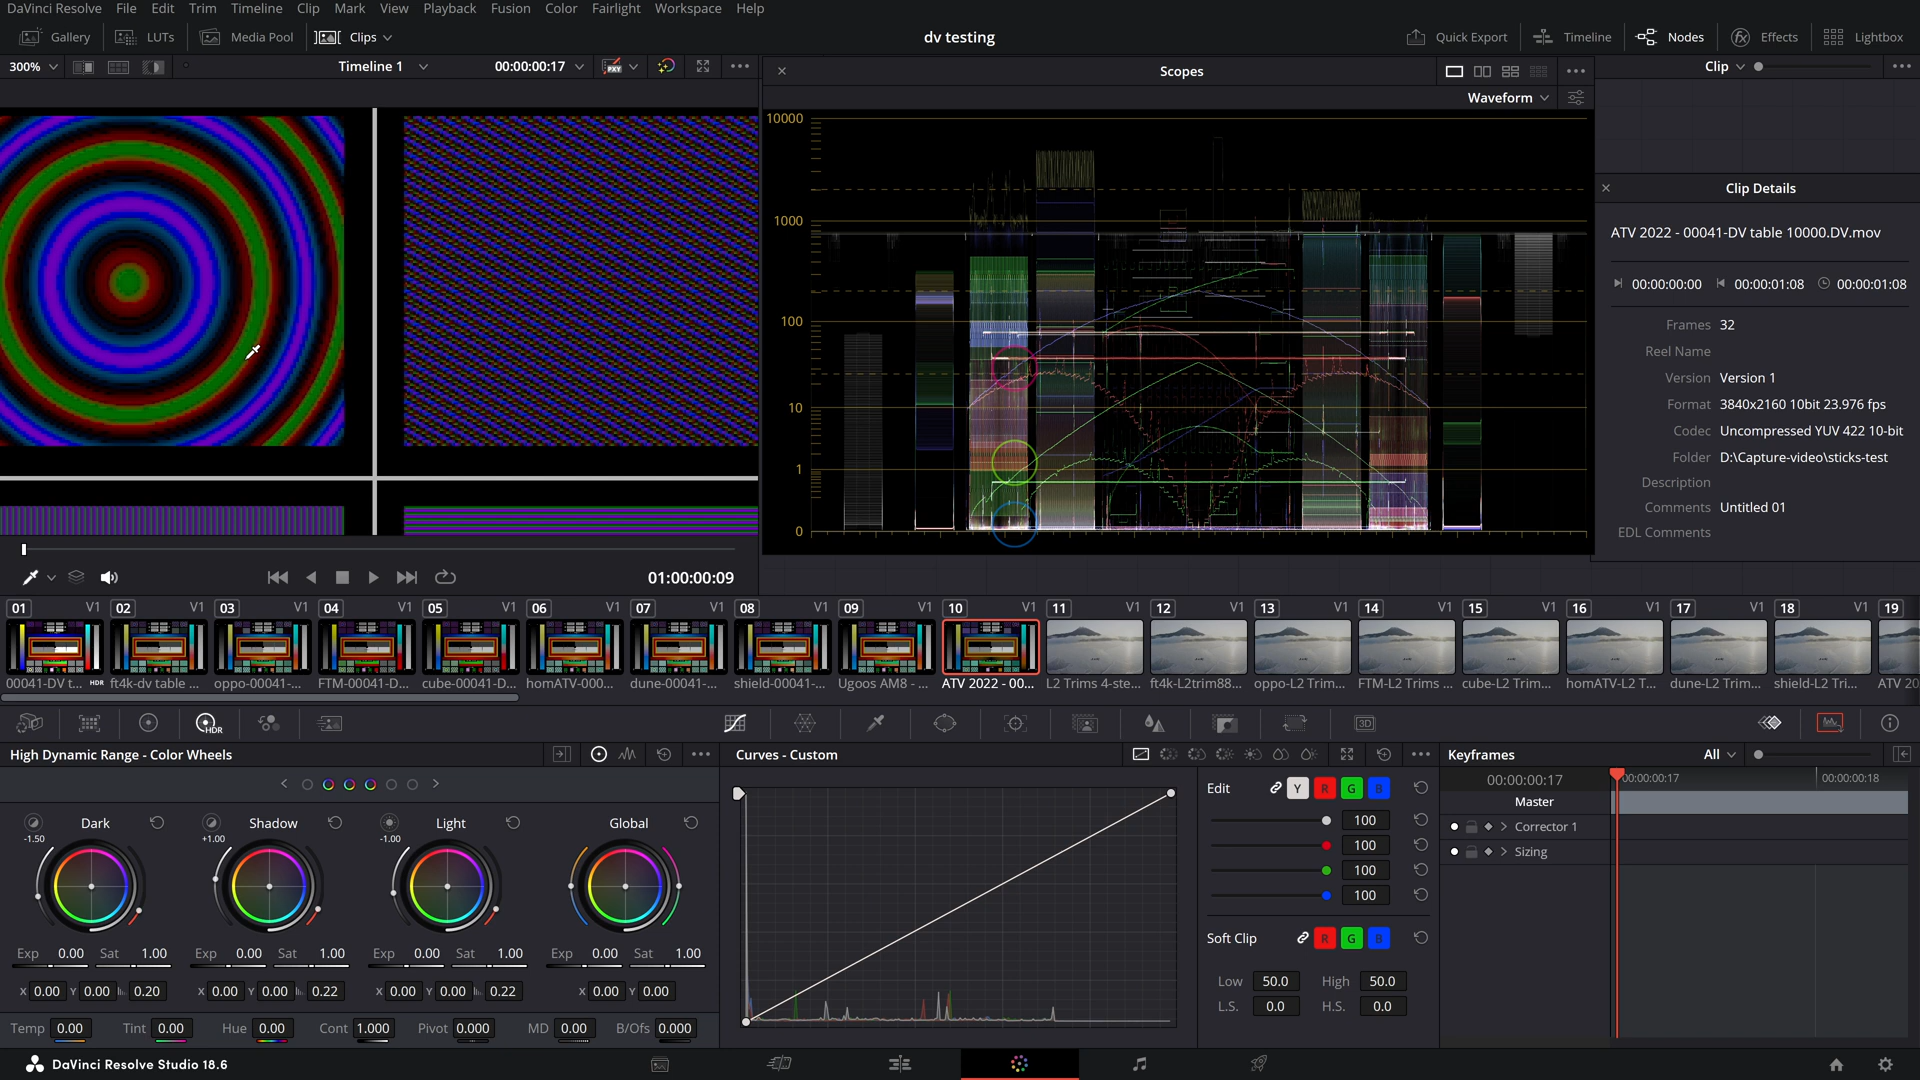 DaVinci Resolve File Edit Trim Timeline Clip Mark View Playback Fusion Color Fairlight Workspace Help
Gallery LUTs Media Pool Clips dv testing Quick Export Timeline Nodes Effects Lightbox
300% Timeline 1 00:00:00:17 PXY Scopes Clip
Waveform
10000
1000
100
10
1
0
Clip Details
ATV 2022 - 00041-DV table 10000.DV.mov
00:00:00:00 00:00:01:08 00:00:01:08
Frames 32
Reel Name
Version Version 1
Format 3840x2160 10bit 23.976 fps
Codec Uncompressed YUV 422 10-bit
Folder D:\Capture-video\sticks-test
Description
Comments Untitled 01
EDL Comments
01:00:00:09
01 V1 02 V1 03 V1 04 V1 05 V1 06 V1 07 V1 08 V1 09 V1 10 V1 11 V1 12 V1 13 V1 14 V1 15 V1 16 V1 17 V1 18 V1 19
00041-DV t... HDR ft4k-dv table ... oppo-00041-... FTM-00041-D... cube-00041-D... homATV-000... dune-00041-... shield-00041-... Ugoos AM8 - ... ATV 2022 - 00... L2 Trims 4-ste... ft4k-L2trim88... oppo-L2 Trim... FTM-L2 Trims ... cube-L2 Trim... homATV-L2 T... dune-L2 Trim... shield-L2 Tri... ATV 20
HDR 3D
High Dynamic Range - Color Wheels Curves - Custom Keyframes All
Dark Shadow Light Global
-1.50 +1.00 -1.00
Exp 0.00 Sat 1.00 Exp 0.00 Sat 1.00 Exp 0.00 Sat 1.00 Exp 0.00 Sat 1.00
X 0.00 Y 0.00 0.20 X 0.00 Y 0.00 0.22 X 0.00 Y 0.00 0.22 X 0.00 Y 0.00
Temp 0.00 Tint 0.00 Hue 0.00 Cont 1.000 Pivot 0.000 MD 0.00 B/Ofs 0.000
Edit Y R G B
100
100
100
100
Soft Clip R G B
Low 50.0 High 50.0
L.S. 0.0 H.S. 0.0
00:00:00:17 00:00:00:17 00:00:00:18
Master
Corrector 1
Sizing
DaVinci Resolve Studio 18.6